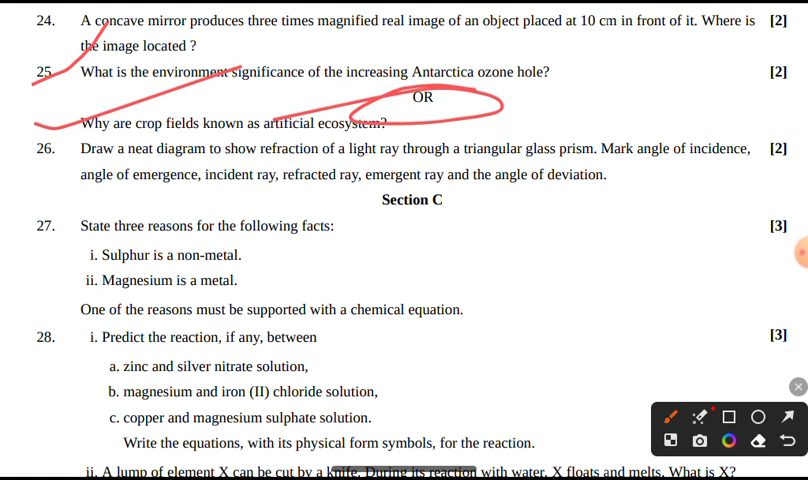 24. A concave mirror produces three times magnified real image of an object placed at 10 cm in front of it. Where is [2]
the image located ?
25. What is the environment significance of the increasing Antarctica ozone hole? [2]
OR
Why are crop fields known as artificial ecosystem?
26. Draw a neat diagram to show refraction of a light ray through a triangular glass prism. Mark angle of incidence, [2]
angle of emergence, incident ray, refracted ray, emergent ray and the angle of deviation.
Section C
27. State three reasons for the following facts: [3]
i. Sulphur is a non-metal.
ii. Magnesium is a metal.
One of the reasons must be supported with a chemical equation.
28. i. Predict the reaction, if any, between [3]
a. zinc and silver nitrate solution,
b. magnesium and iron (II) chloride solution,
c. copper and magnesium sulphate solution.
Write the equations, with its physical form symbols, for the reaction.
ii. A lump of element X can be cut by a knife. During its reaction with water, X floats and melts. What is X?